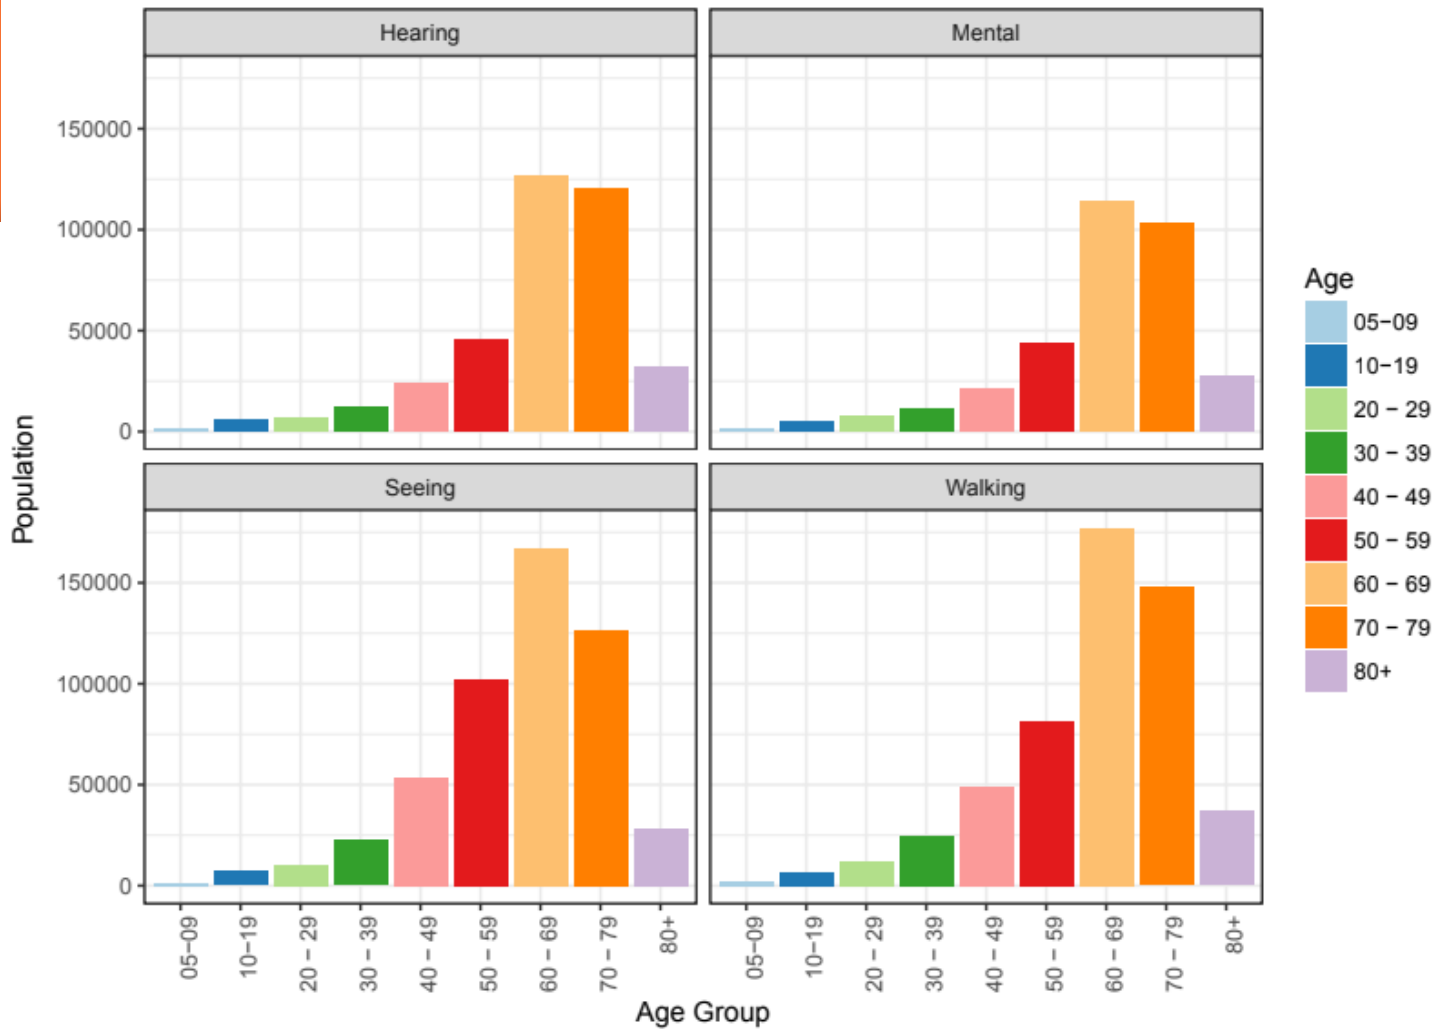 Hearing
Mental
150000
100000
50000
0
Seeing
Walking
150000
100000
50000
0
05−09
10−19
20 − 29
30 − 39
40 − 49
50 − 59
60 − 69
70 − 79
80+
05−09
10−19
20 − 29
30 − 39
40 − 49
50 − 59
60 − 69
70 − 79
80+
Population
Age Group
Age
05−09
10−19
20 − 29
30 − 39
40 − 49
50 − 59
60 − 69
70 − 79
80+